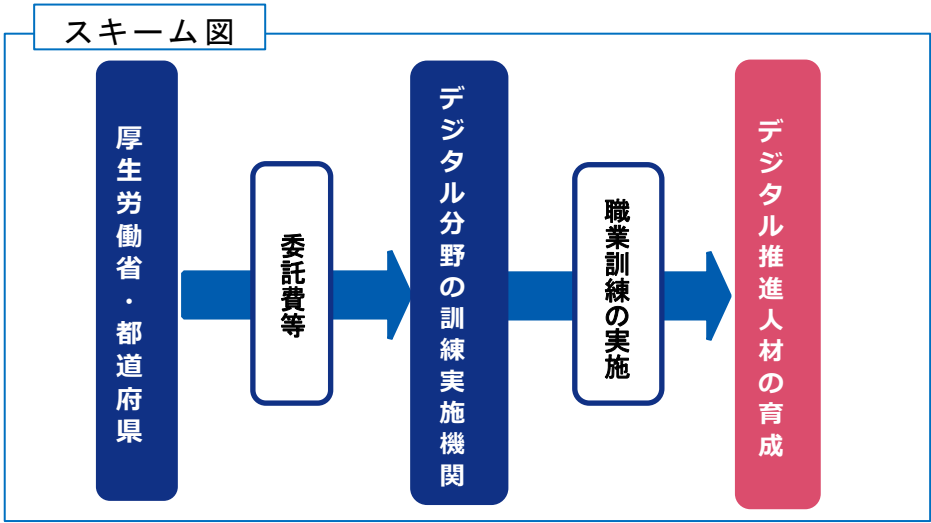 スキーム図
厚生労働省・都道府県
委託費等
デジタル分野の訓練実施機関
職業訓練の実施
デジタル推進人材の育成